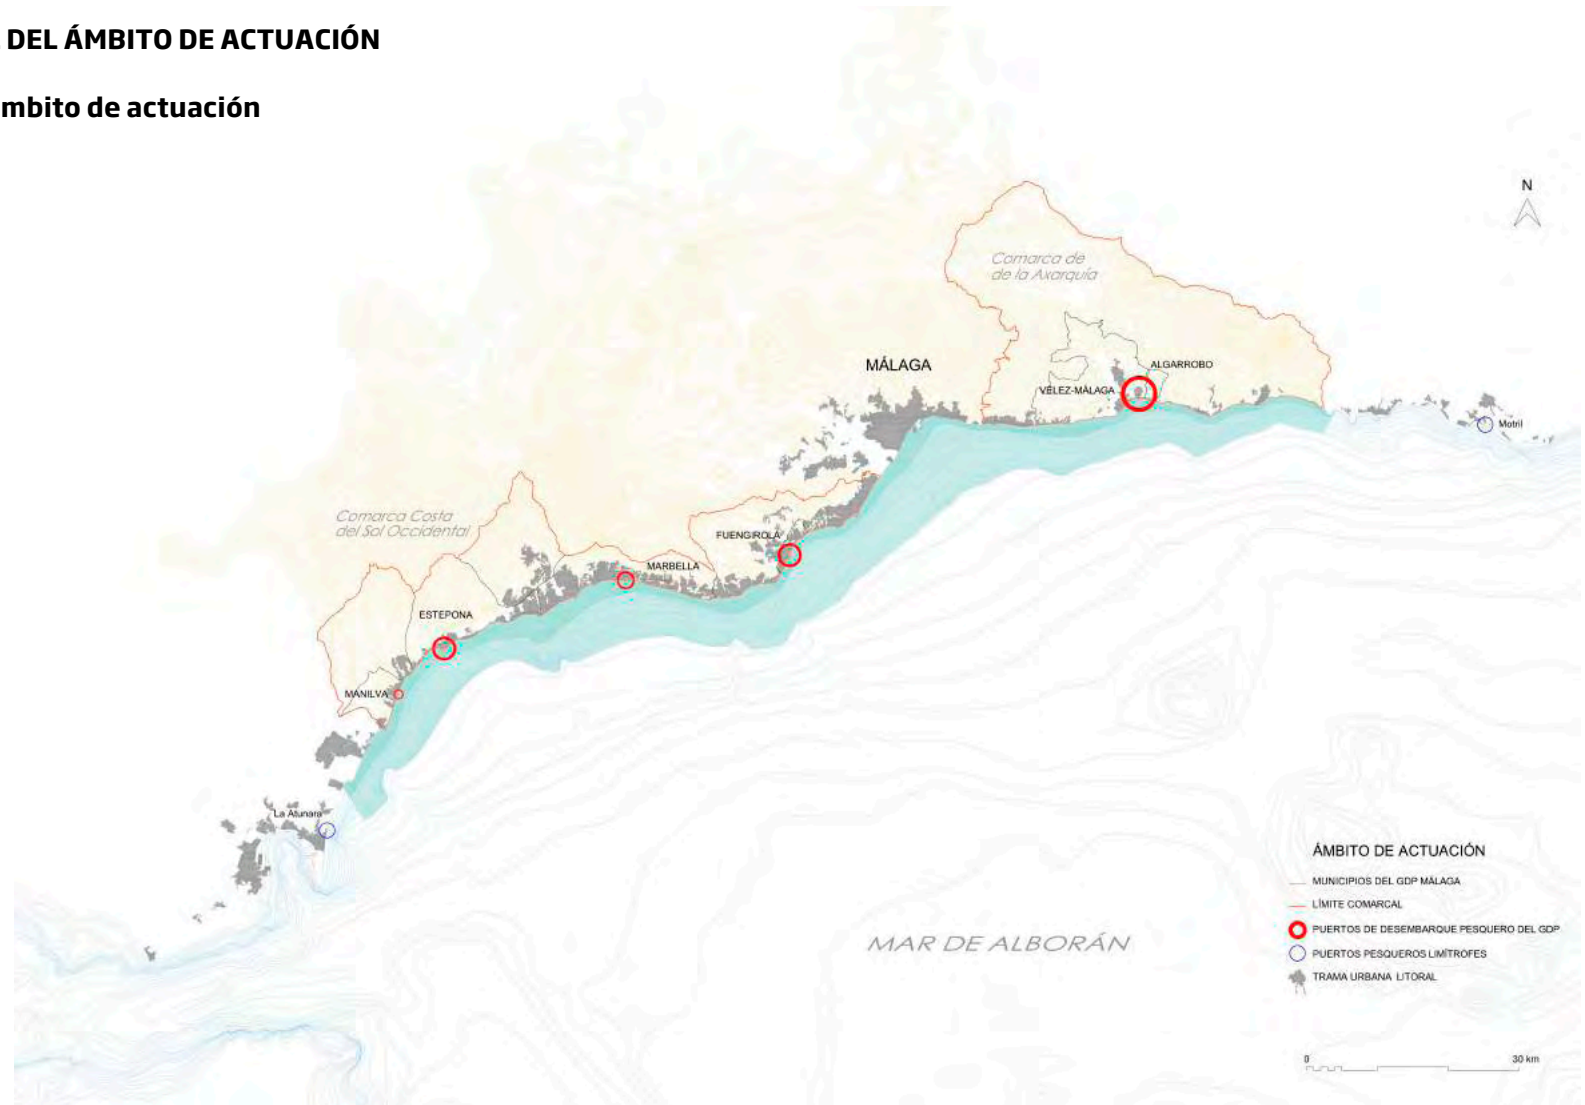 DEL ÁMBITO DE ACTUACIÓN
mbito de actuación
N
Comarca de
de la Axarquía
MÁLAGA
ALGARROBO
VÉLEZ-MÁLAGA
Motril
Comarca Costa
del Sol Occidental
FUENGIROLA
MARBELLA
ESTEPONA
MANILVA
La Atunara
MAR DE ALBORÁN
ÁMBITO DE ACTUACIÓN
MUNICIPIOS DEL GDP MÁLAGA
LÍMITE COMARCAL
PUERTOS DE DESEMBARQUE PESQUERO DEL GDP
PUERTOS PESQUEROS LIMÍTROFES
TRAMA URBANA LITORAL
0 30 km